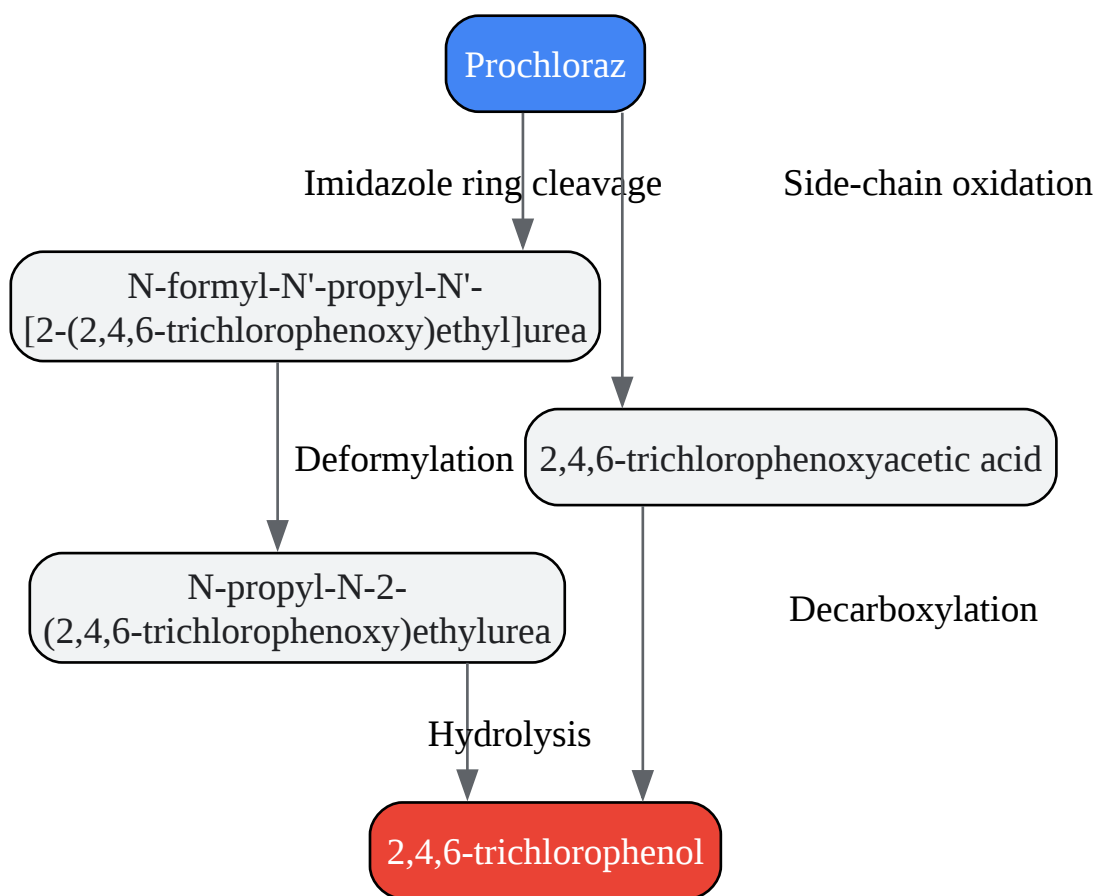 Prochloraz
Imidazole ring cleavage
Side-chain oxidation
N-formyl-N'-propyl-N'-
[2-(2,4,6-trichlorophenoxy)ethyl]urea
Deformylation
2,4,6-trichlorophenoxyacetic acid
N-propyl-N-2-
(2,4,6-trichlorophenoxy)ethylurea
Decarboxylation
Hydrolysis
2,4,6-trichlorophenol